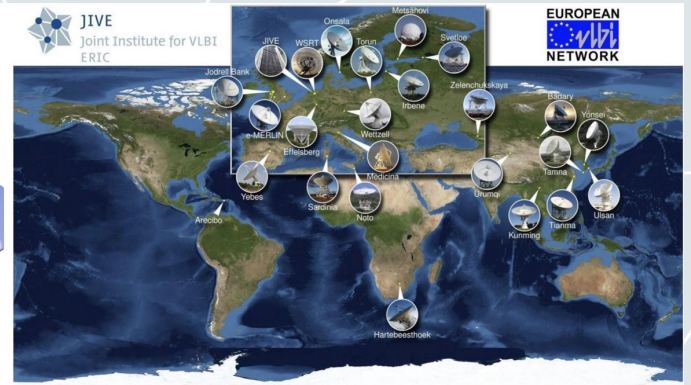 JIVE
Joint Institute for VLBI
ERIC
EUROPEAN
vlbi
NETWORK
Onsala
Metsähovi
JIVE
WSRT
Torun
Svetloe
Jodrell Bank
Zelenchukskaya
Irbene
Badary
Yonsei
e-MERLIN
Wettzell
Effelsberg
Tamna
Medicina
Yebes
Urumqi
Sardinia
Noto
Ulsan
Arecibo
Kunming
Tianma
Hartebeesthoek